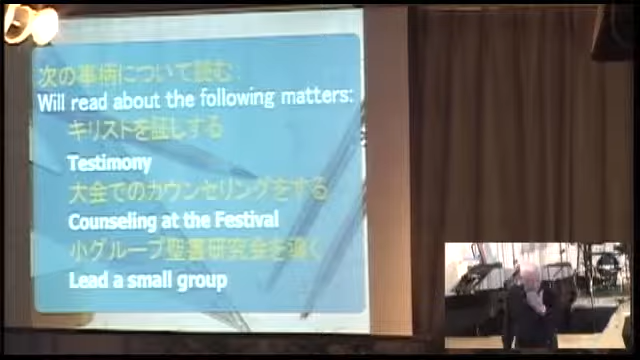 次の事柄について読む:
Will read about the following matters:
キリストを証しする
Testimony
大会でのカウンセリングをする
Counseling at the Festival
小グループ聖書研究会を導く
Lead a small group